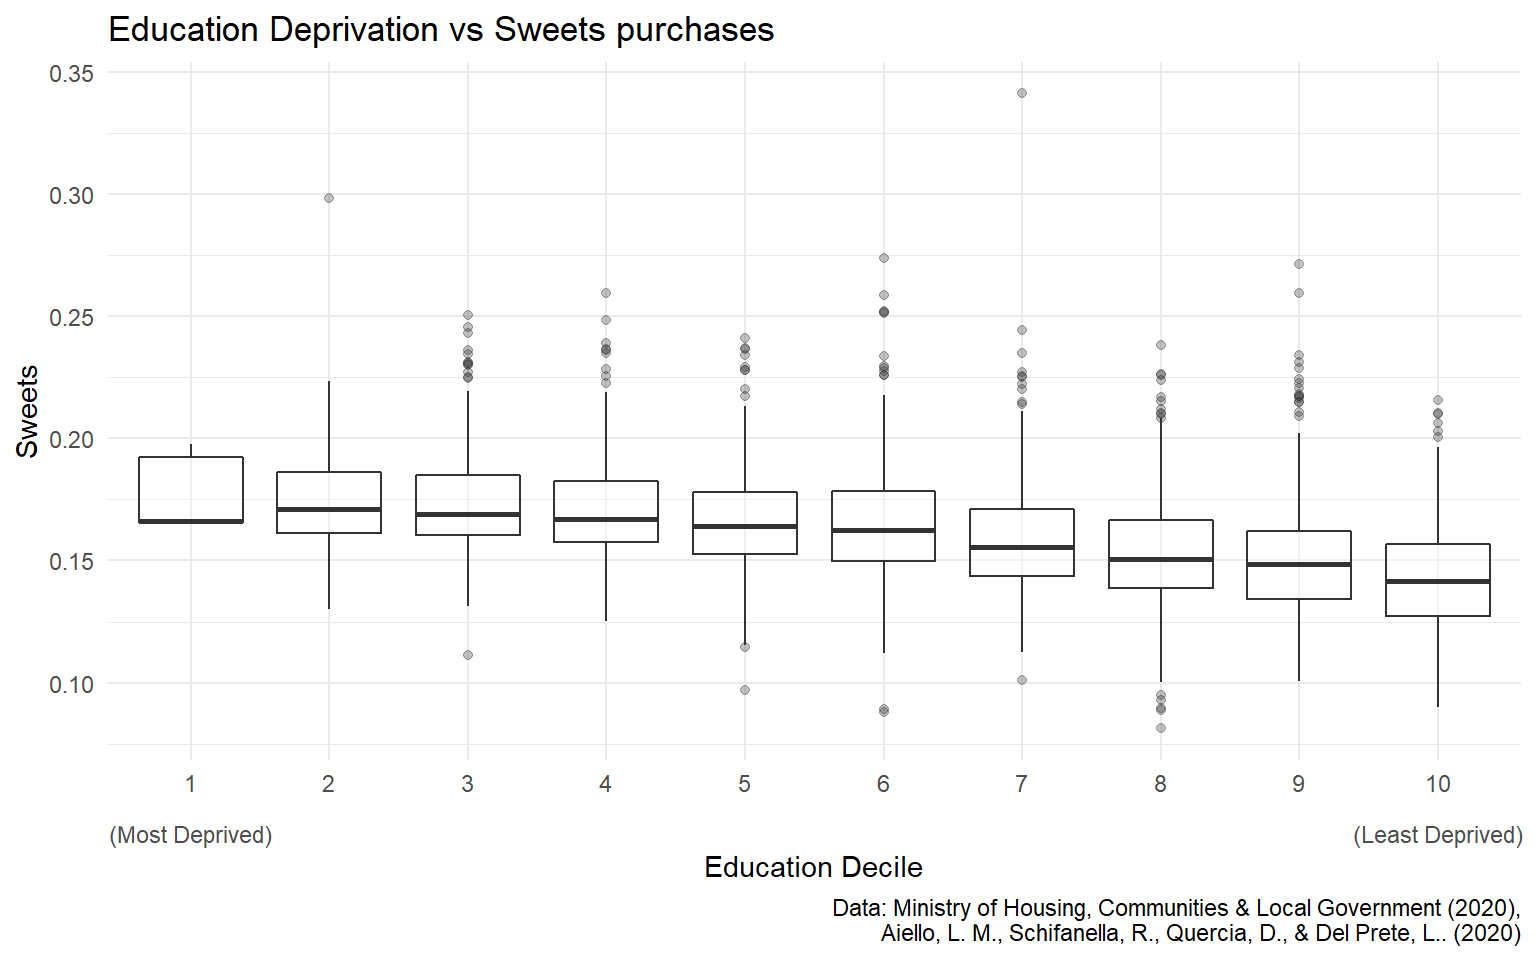 Education Deprivation vs Sweets purchases
0.35
0.30
0.25
0.20
0.15
0.10
Sweets
1 2 3 4 5 6 7 8 9 10
(Most Deprived) (Least Deprived)
Education Decile
Data: Ministry of Housing, Communities & Local Government (2020),
Aiello, L. M., Schifanella, R., Quercia, D., & Del Prete, L.. (2020)